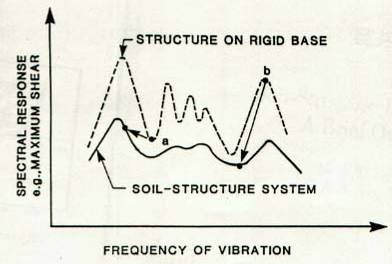 STRUCTURE ON RIGID BASE
b
a
SOIL-STRUCTURE SYSTEM
SPECTRAL RESPONSE
e.g., MAXIMUM SHEAR
FREQUENCY OF VIBRATION